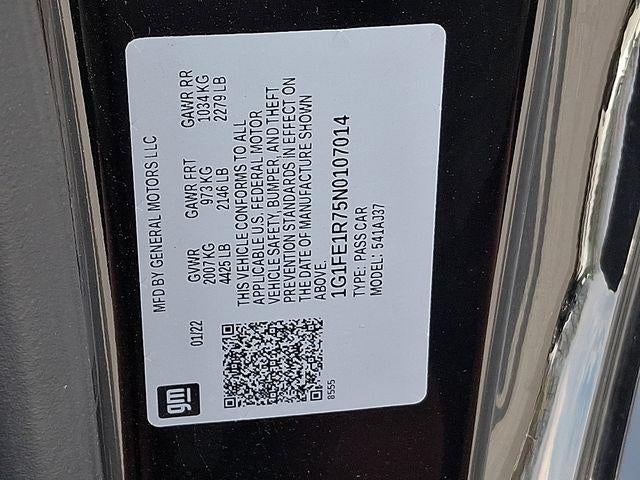 gm
MFD BY GENERAL MOTORS LLC
01/22
GVWR GAWR FRT GAWR RR
2007 KG 973 KG 1034 KG
4425 LB 2146 LB 2279 LB
THIS VEHICLE CONFORMS TO ALL
APPLICABLE U.S. FEDERAL MOTOR
VEHICLE SAFETY, BUMPER, AND THEFT
PREVENTION STANDARDS IN EFFECT ON
THE DATE OF MANUFACTURE SHOWN
ABOVE.
1G1FE1R75N0107014
TYPE: PASS CAR
MODEL: 541AJ37
8555